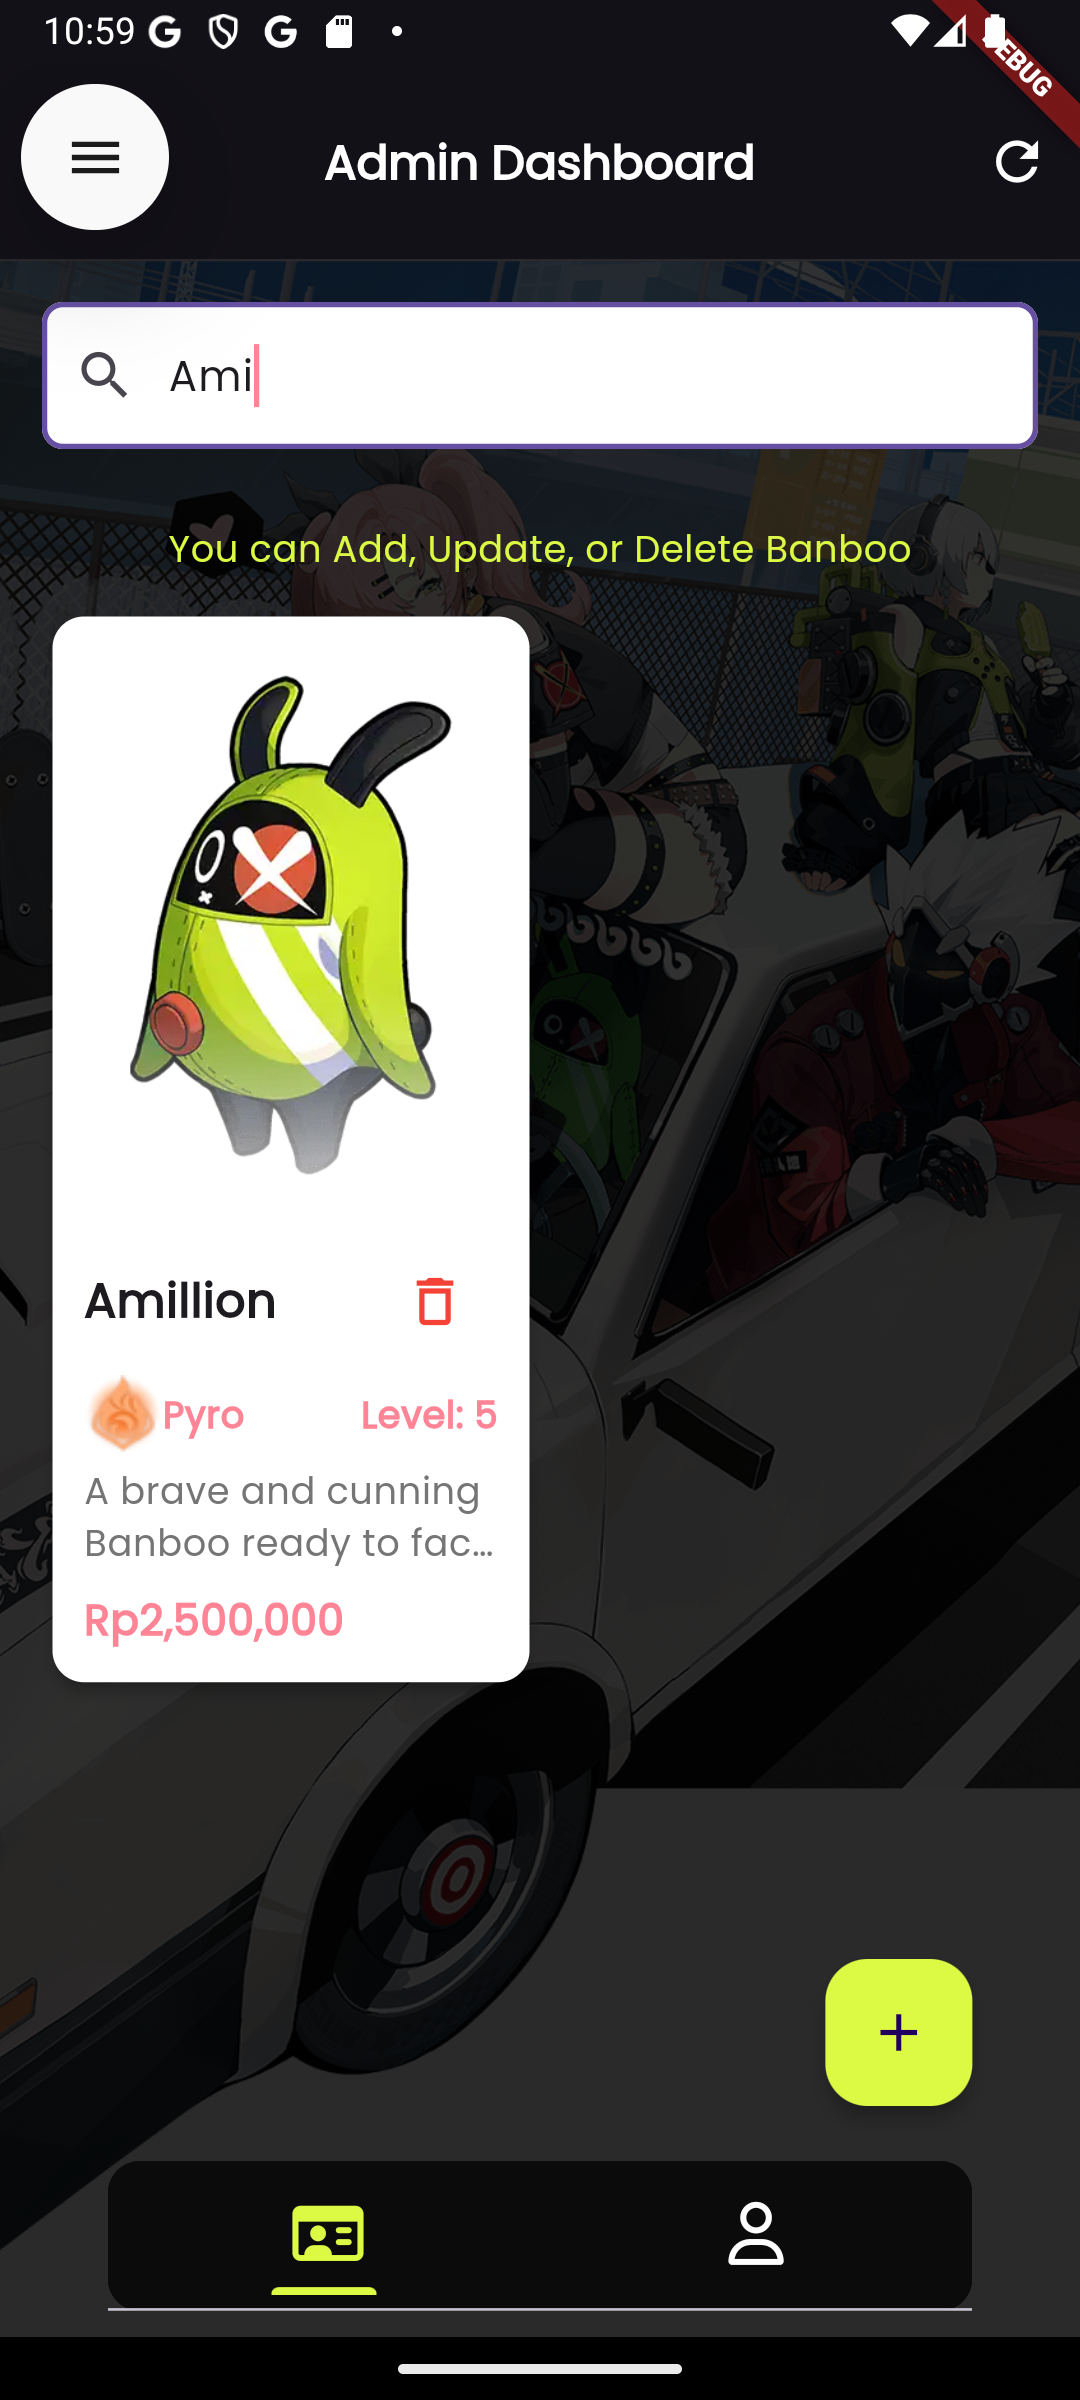 10:59
EBUG
Admin Dashboard
Ami
You can Add, Update, or Delete Banboo
Amillion
Pyro Level: 5
A brave and cunning
Banboo ready to fac...
Rp2,500,000